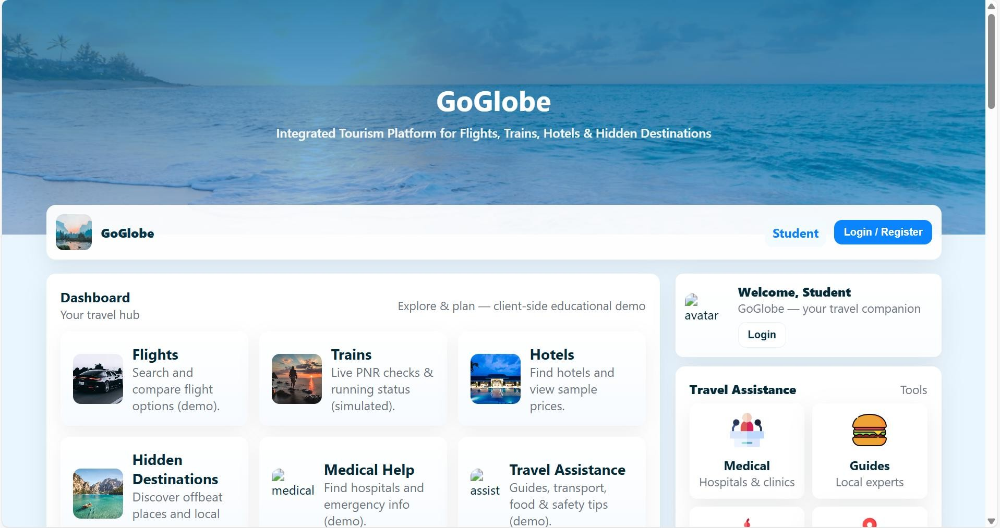 GoGlobe
Integrated Tourism Platform for Flights, Trains, Hotels & Hidden Destinations
GoGlobe
Student
Login / Register
Dashboard
Your travel hub
Explore & plan — client-side educational demo
Flights
Search and
compare flight
options (demo).
Trains
Live PNR checks &
running status
(simulated).
Hotels
Find hotels and
view sample
prices.
Hidden
Destinations
Discover offbeat
places and local
medical
Medical Help
Find hospitals and
emergency info
(demo).
assist
Travel Assistance
Guides, transport,
food & safety tips
(demo).
avatar
Welcome, Student
GoGlobe — your travel companion
Login
Travel Assistance
Tools
Medical
Hospitals & clinics
Guides
Local experts